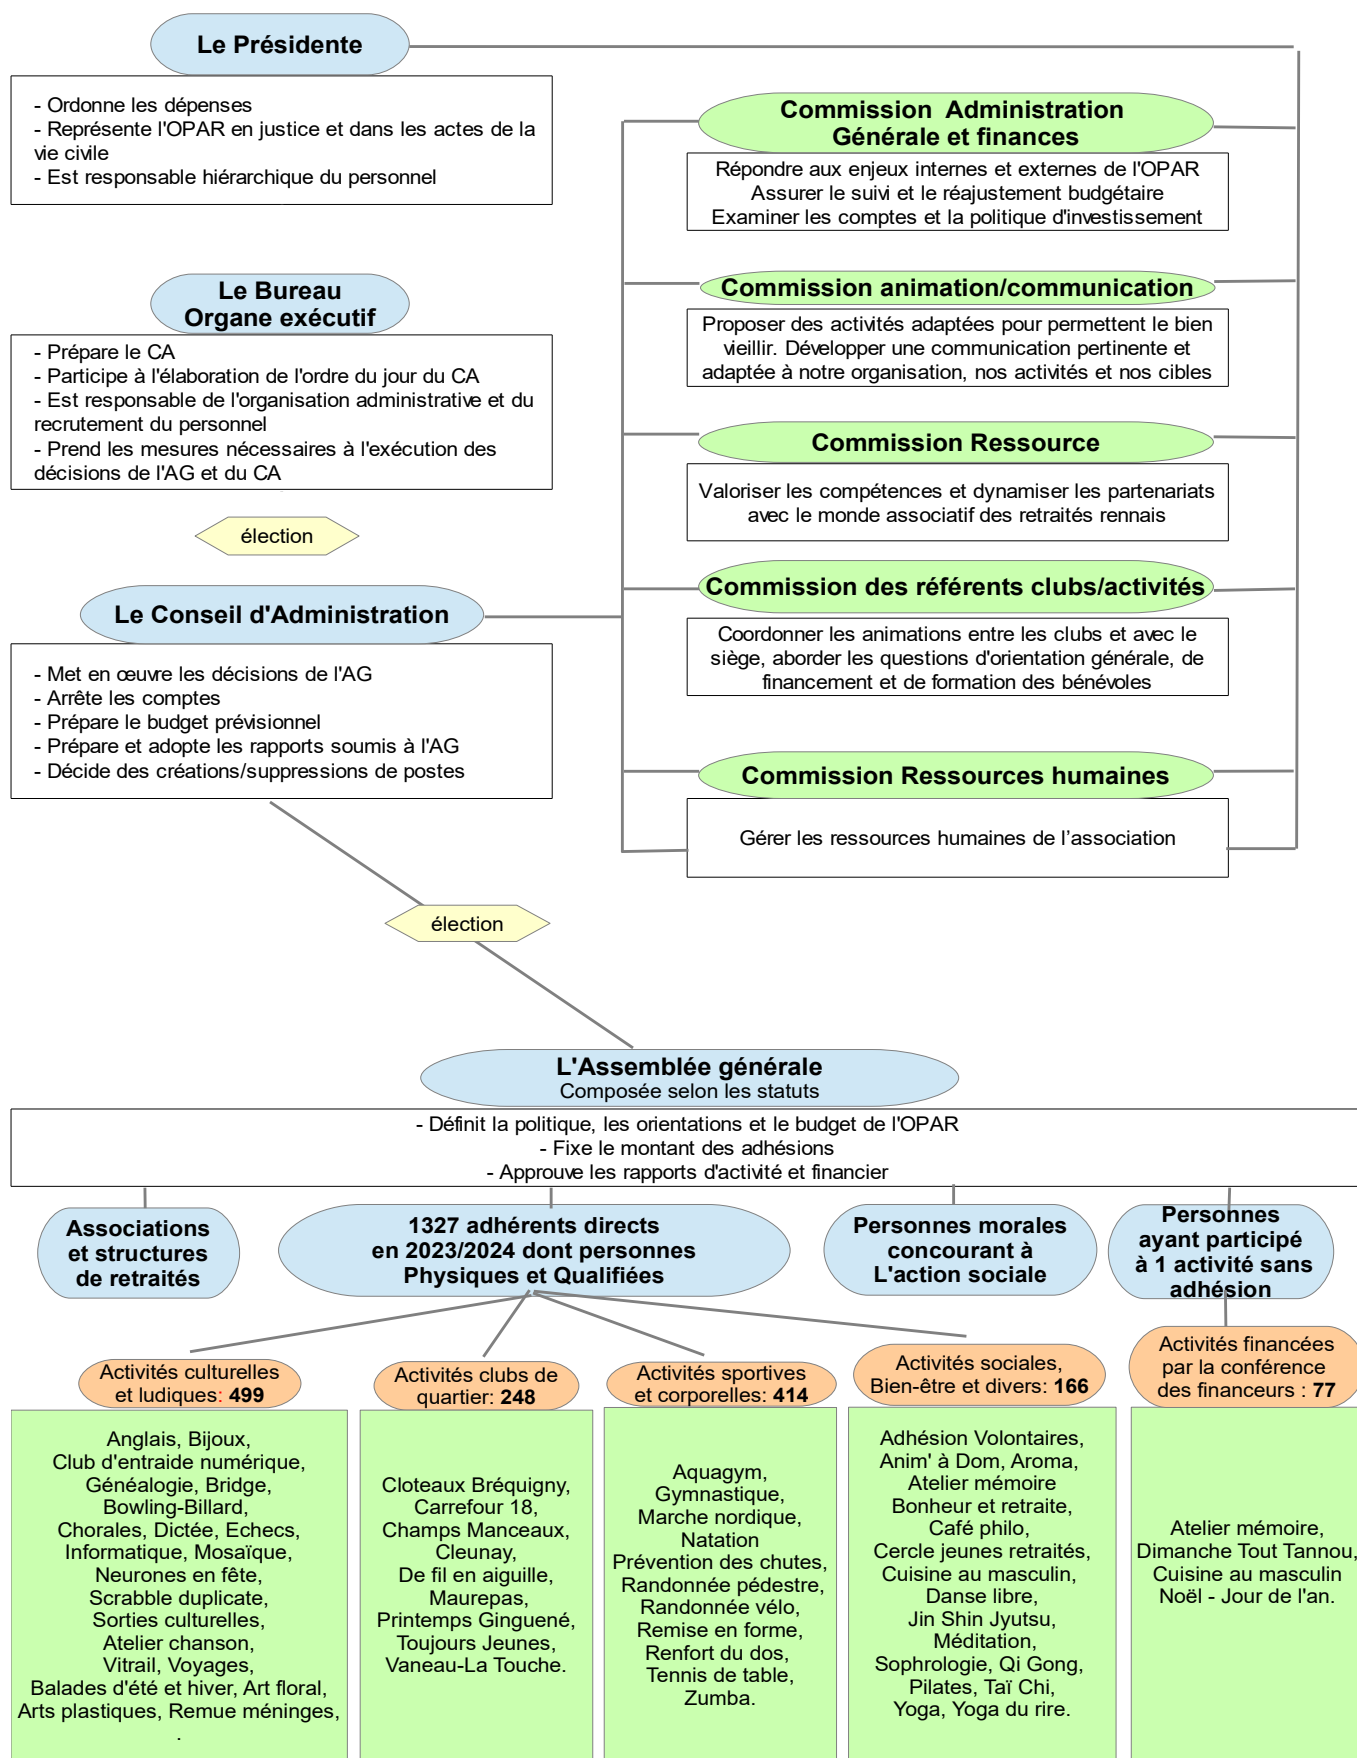 Le Présidente
- Ordonne les dépenses
- Représente l'OPAR en justice et dans les actes de la
vie civile
- Est responsable hiérarchique du personnel
Le Bureau
Organe exécutif
- Prépare le CA
- Participe à l'élaboration de l'ordre du jour du CA
- Est responsable de l'organisation administrative et du
recrutement du personnel
- Prend les mesures nécessaires à l'exécution des
décisions de l'AG et du CA
élection
Le Conseil d'Administration
- Met en œuvre les décisions de l'AG
- Arrête les comptes
- Prépare le budget prévisionnel
- Prépare et adopte les rapports soumis à l'AG
- Décide des créations/suppressions de postes
Commission Administration
Générale et finances
Répondre aux enjeux internes et externes de l'OPAR
Assurer le suivi et le réajustement budgétaire
Examiner les comptes et la politique d'investissement
Commission animation/communication
Proposer des activités adaptées pour permettent le bien
vieillir. Développer une communication pertinente et
adaptée à notre organisation, nos activités et nos cibles
Commission Ressource
Valoriser les compétences et dynamiser les partenariats
avec le monde associatif des retraités rennais
Commission des référents clubs/activités
Coordonner les animations entre les clubs et avec le
siège, aborder les questions d'orientation générale, de
financement et de formation des bénévoles
Commission Ressources humaines
Gérer les ressources humaines de l’association
élection
L'Assemblée générale
Composée selon les statuts
- Définit la politique, les orientations et le budget de l'OPAR
- Fixe le montant des adhésions
- Approuve les rapports d'activité et financier
Associations
et structures
de retraités
1327 adhérents directs
en 2023/2024 dont personnes
Physiques et Qualifiées
Personnes morales
concourant à
L'action sociale
Personnes
ayant participé
à 1 activité sans
adhésion
Activités culturelles
et ludiques: 499
Anglais, Bijoux,
Club d'entraide numérique,
Généalogie, Bridge,
Bowling-Billard,
Chorales, Dictée, Echecs,
Informatique, Mosaïque,
Neurones en fête,
Scrabble duplicate,
Sorties culturelles,
Atelier chanson,
Vitrail, Voyages,
Balades d'été et hiver, Art floral,
Arts plastiques, Remue méninges,
.
Activités clubs de
quartier: 248
Cloteaux Bréquigny,
Carrefour 18,
Champs Manceaux,
Cleunay,
De fil en aiguille,
Maurepas,
Printemps Ginguené,
Toujours Jeunes,
Vaneau-La Touche.
Activités sportives
et corporelles: 414
Aquagym,
Gymnastique,
Marche nordique,
Natation
Prévention des chutes,
Randonnée pédestre,
Randonnée vélo,
Remise en forme,
Renfort du dos,
Tennis de table,
Zumba.
Activités sociales,
Bien-être et divers: 166
Adhésion Volontaires,
Anim' à Dom, Aroma,
Atelier mémoire
Bonheur et retraite,
Café philo,
Cercle jeunes retraités,
Cuisine au masculin,
Danse libre,
Jin Shin Jyutsu,
Méditation,
Sophrologie, Qi Gong,
Pilates, Taï Chi,
Yoga, Yoga du rire.
Activités financées
par la conférence
des financeurs : 77
Atelier mémoire,
Dimanche Tout Tannou,
Cuisine au masculin
Noël - Jour de l'an.